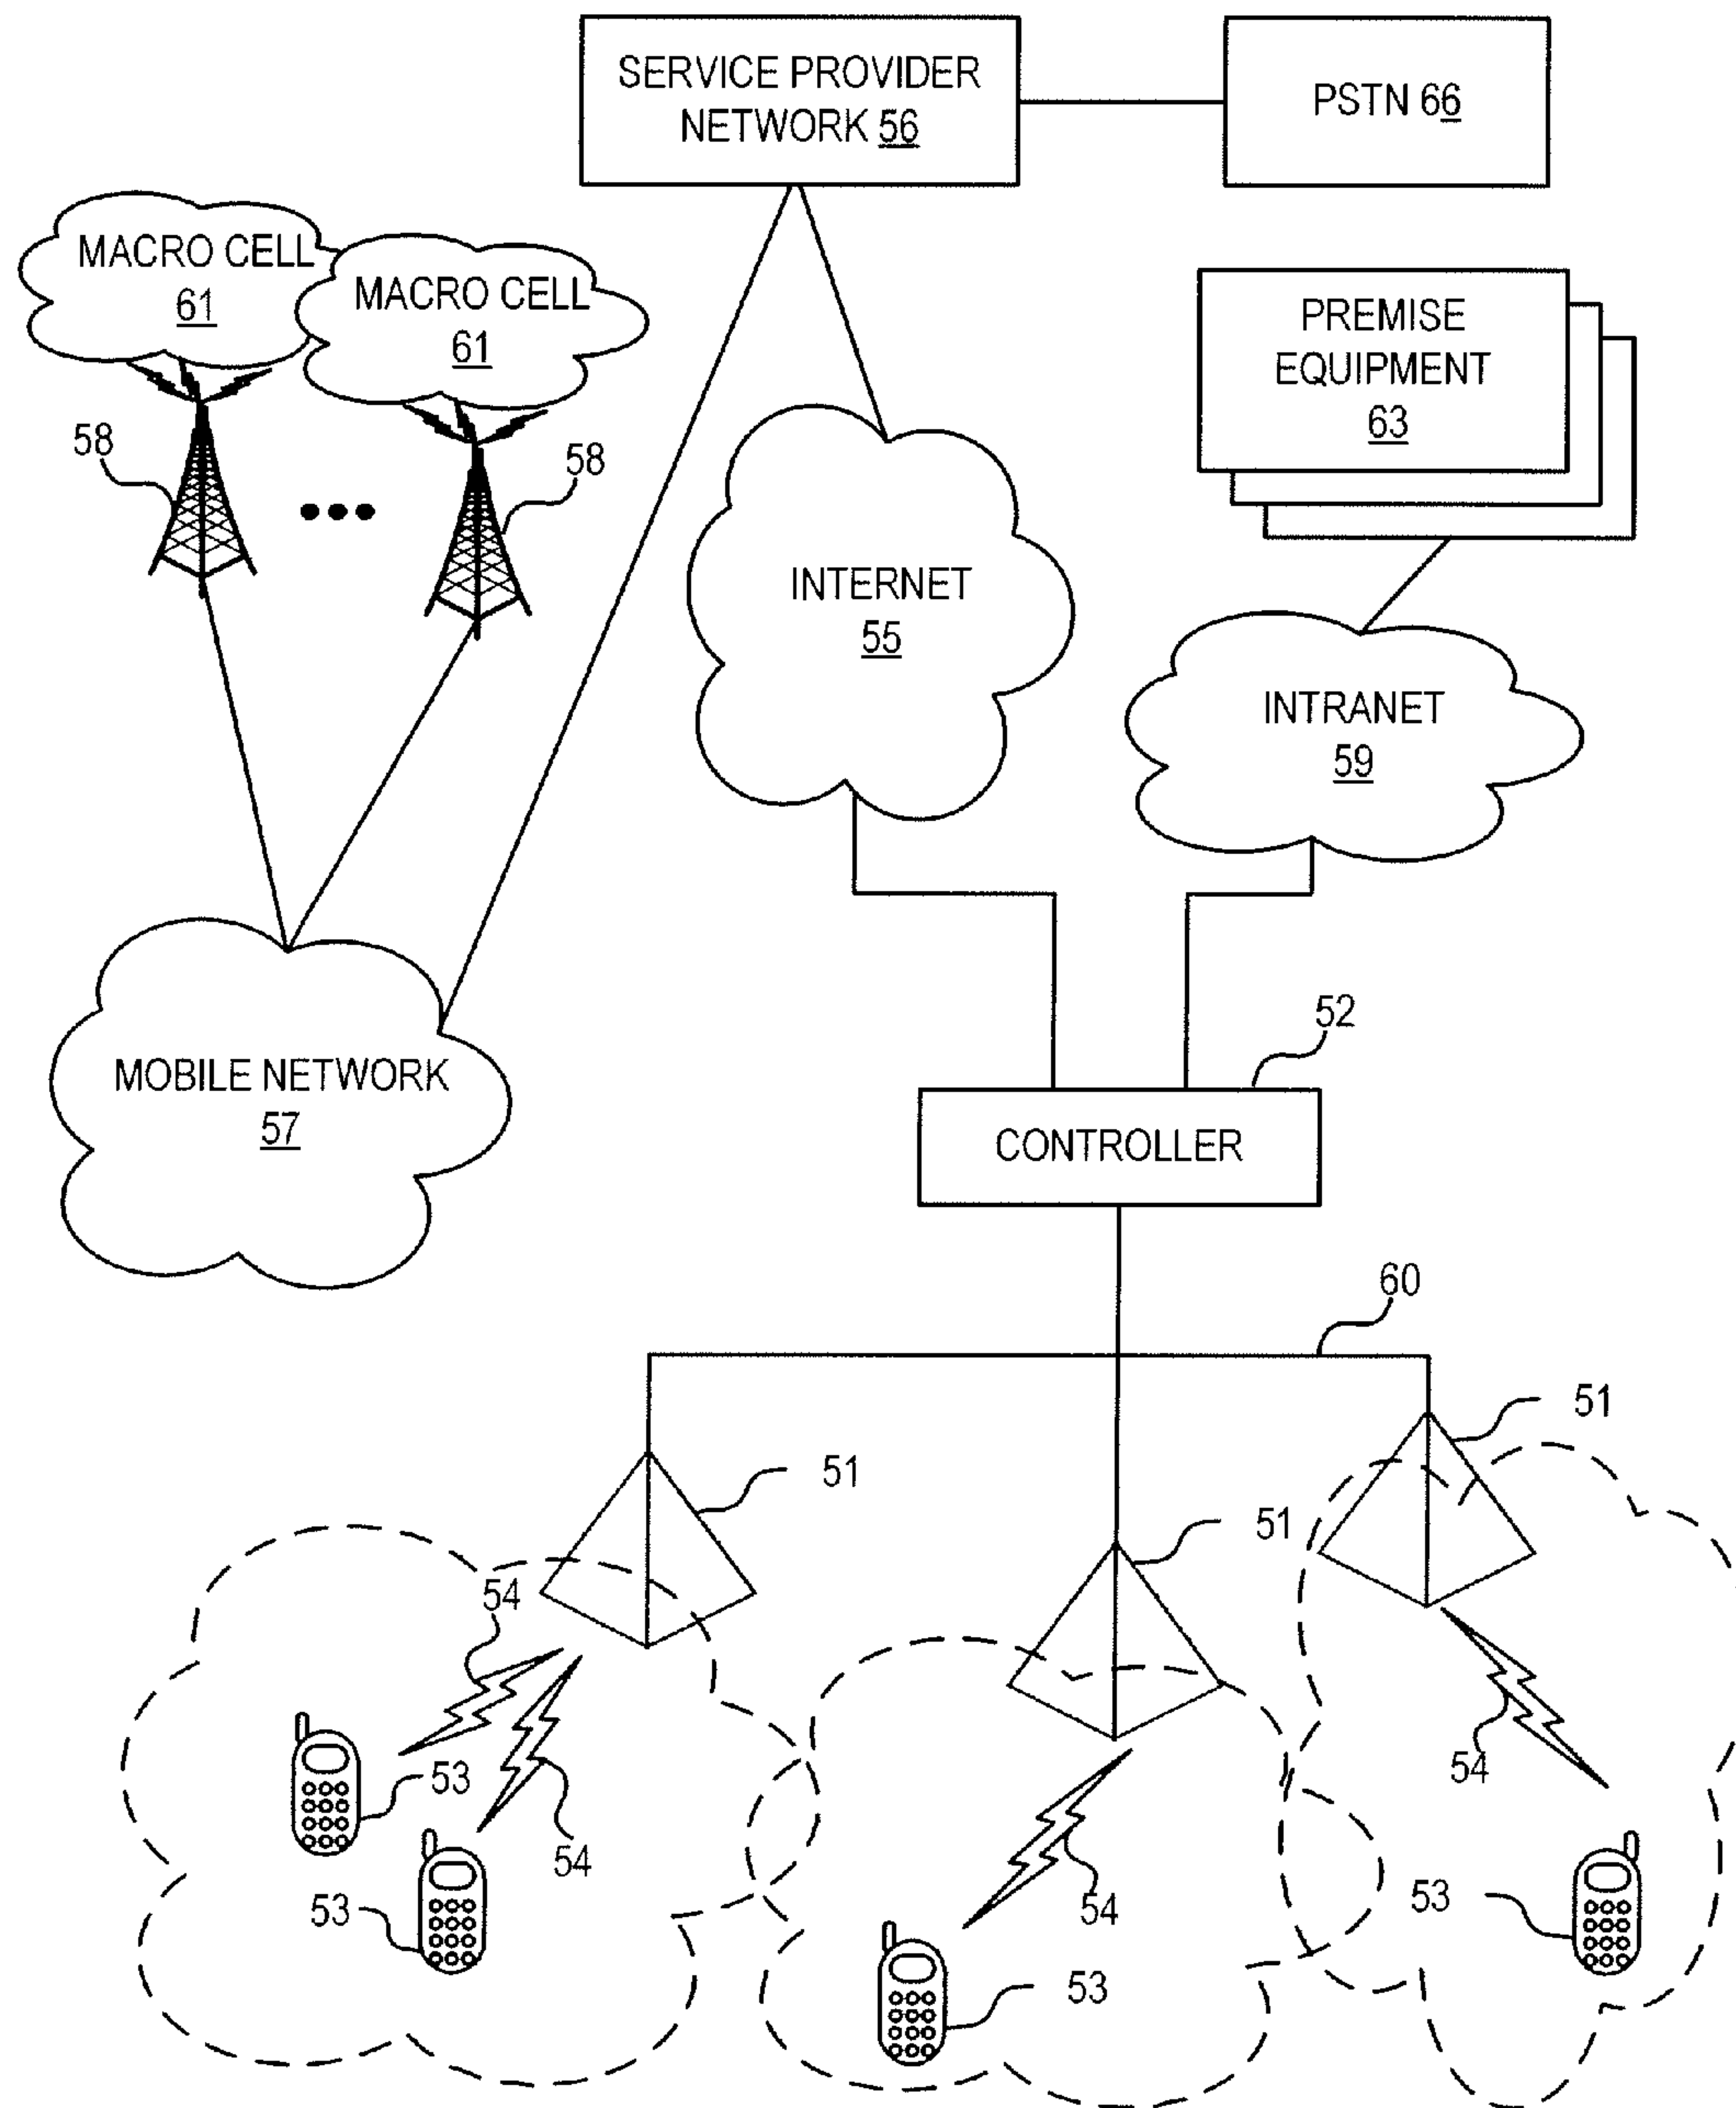 SERVICE PROVIDER
NETWORK 56
PSTN 66
MACRO CELL
61
MACRO CELL
61
PREMISE
EQUIPMENT
63
58
58
INTERNET
55
INTRANET
59
MOBILE NETWORK
57
52
CONTROLLER
60
51
51
51
54
54
53
54
53
54
53
53